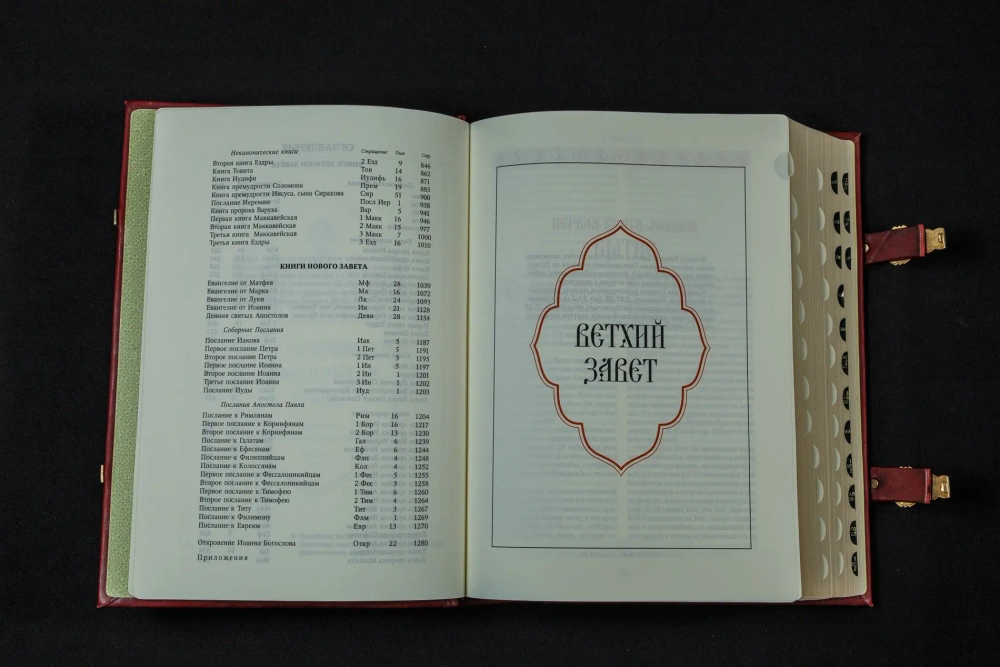 Неканонические книги Сокращение Глав Стр.
Вторая книга Ездры 2 Езд 9 846
Книга Товита Тов 14 862
Книга Иудифи Иудифь 16 871
Книга премудрости Соломона Прем 19 885
Книга премудрости Иисуса, сына Сирахова Сир 51 900
Послание Иеремии Посл Иер 1 938
Книга пророка Варуха Вар 5 941
Первая книга Маккавейская 1 Макк 16 946
Вторая книга Маккавейская 2 Макк 15 977
Третья книга Маккавейская 3 Макк 7 1000
Третья книга Ездры 3 Езд 16 1010
КНИГИ НОВОГО ЗАВЕТА
Евангелие от Матфея Мф 28 1039
Евангелие от Марка Мк 16 1072
Евангелие от Луки Лк 24 1093
Евангелие от Иоанна Ин 21 1128
Деяния святых Апостолов Деян 28 1154
Соборные Послания
Послание Иакова Иак 5 1187
Первое послание Петра 1 Пет 5 1191
Второе послание Петра 2 Пет 3 1195
Первое послание Иоанна 1 Ин 5 1197
Второе послание Иоанна 2 Ин 1 1201
Третье послание Иоанна 3 Ин 1 1202
Послание Иуды Иуд 1 1203
Послания Апостола Павла
Послание к Римлянам Рим 16 1204
Первое послание к Коринфянам 1 Кор 16 1217
Второе послание к Коринфянам 2 Кор 13 1230
Послание к Галатам Гал 6 1239
Послание к Ефесянам Еф 6 1244
Послание к Филиппийцам Флп 4 1248
Послание к Колоссянам Кол 4 1252
Первое послание к Фессалоникийцам 1 Фес 5 1255
Второе послание к Фессалоникийцам 2 Фес 3 1258
Первое послание к Тимофею 1 Тим 6 1260
Второе послание к Тимофею 2 Тим 4 1264
Послание к Титу Тит 3 1267
Послание к Филимону Флм 1 1269
Послание к Евреям Евр 13 1270
Откровение Иоанна Богослова Откр 22 1280
Приложения
ВЕТХИЙ
ЗАВЕТ